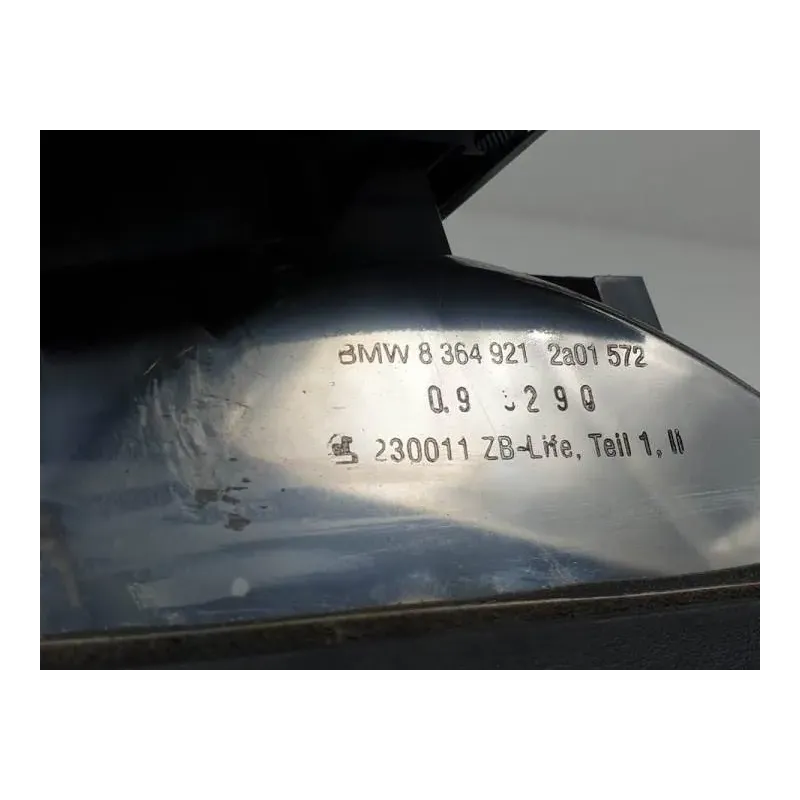 BMW 8 364 921 2a01 572
230011 ZB-Life, Teil 1, II